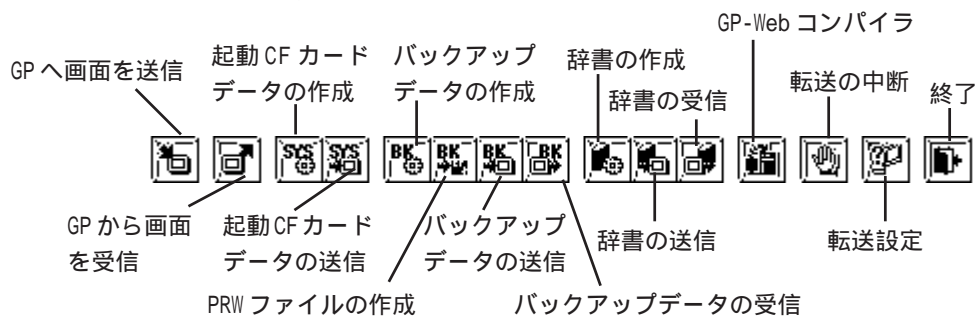 GP-Web コンパイラ
起動 CF カード
データの作成
バックアップ
データの作成
辞書の作成
GP へ画面を送信
辞書の受信
転送の中断
終了
SYS
SYS
BK
BK
BK
BK
GP から画面
を受信
起動 CF カード
データの送信
バックアップ
データの送信
辞書の送信
転送設定
PRW ファイルの作成
バックアップデータの受信